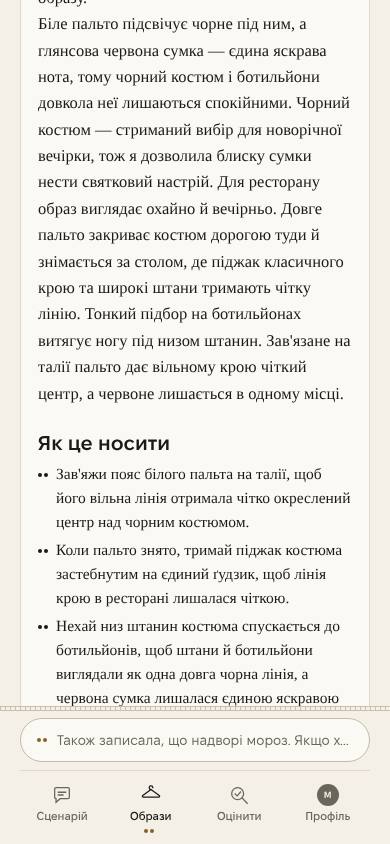 образу.
Біле пальто підсвічує чорне під ним, а
глянсова червона сумка — єдина яскрава
нота, тому чорний костюм і ботильйони
довкола неї лишаються спокійними. Чорний
костюм — стриманий вибір для новорічної
вечірки, тож я дозволила блиску сумки
нести святковий настрій. Для ресторану
образ виглядає охайно й вечірньо. Довге
пальто закриває костюм дорогою туди й
знімається за столом, де піджак класичного
крою та широкі штани тримають чітку
лінію. Тонкий підбор на ботильйонах
витягує ногу під низом штанин. Зав'язане на
талії пальто дає вільному крою чіткий
центр, а червоне лишається в одному місці.
Як це носити
•• Зав'яжи пояс білого пальта на талії, щоб
його вільна лінія отримала чітко окреслений
центр над чорним костюмом.
•• Коли пальто знято, тримай піджак костюма
застебнутим на єдиний ґудзик, щоб лінія
крою в ресторані лишалася чіткою.
•• Нехай низ штанин костюма спускається до
ботильйонів, щоб штани й ботильйони
виглядали як одна довга чорна лінія, а
червона сумка лишалася єдиною яскравою
•• Також записала, що надворі мороз. Якщо х...
Сценарій
Образи
Оцінити
М
Профіль